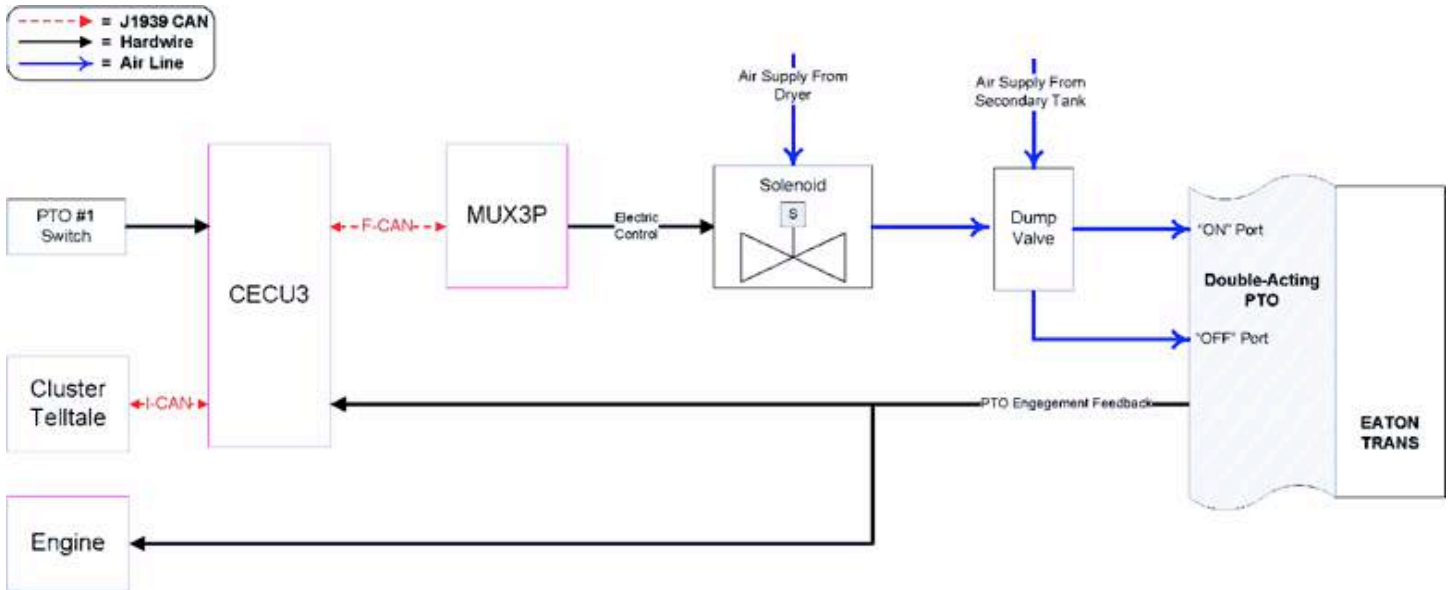 = J1939 CAN
= Hardwire
= Air Line
Air Supply From
Dryer
Air Supply From
Secondary Tank
PTO #1
Switch
CECU3
F-CAN
MUX3P
Electric
Control
Solenoid
S
Dump
Valve
"ON" Port
Double-Acting
PTO
"OFF" Port
Cluster
Telltale
I-CAN
PTO Engagement Feedback
EATON
TRANS
Engine